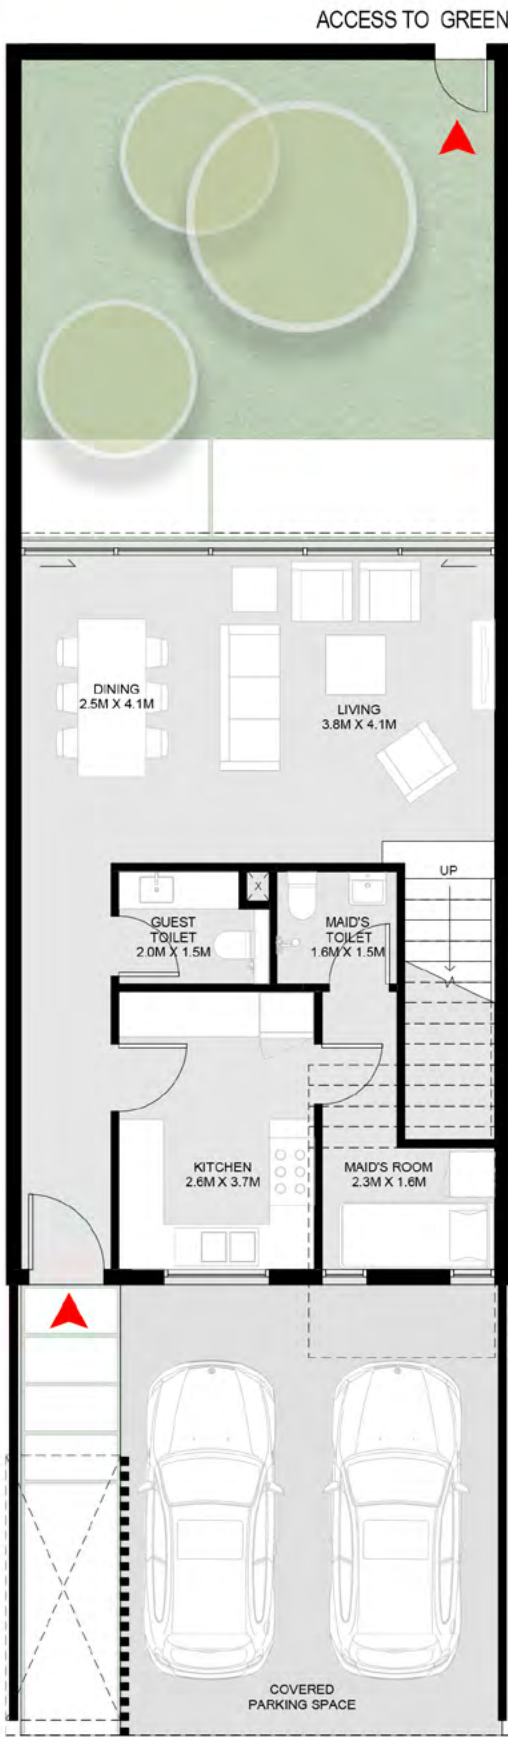 ACCESS TO GREEN
DINING
2.5M X 4.1M
LIVING
3.8M X 4.1M
UP
X
GUEST
TOILET
2.0M X 1.5M
MAID'S
TOILET
1.6M X 1.5M
KITCHEN
2.6M X 3.7M
MAID'S ROOM
2.3M X 1.6M
COVERED
PARKING SPACE